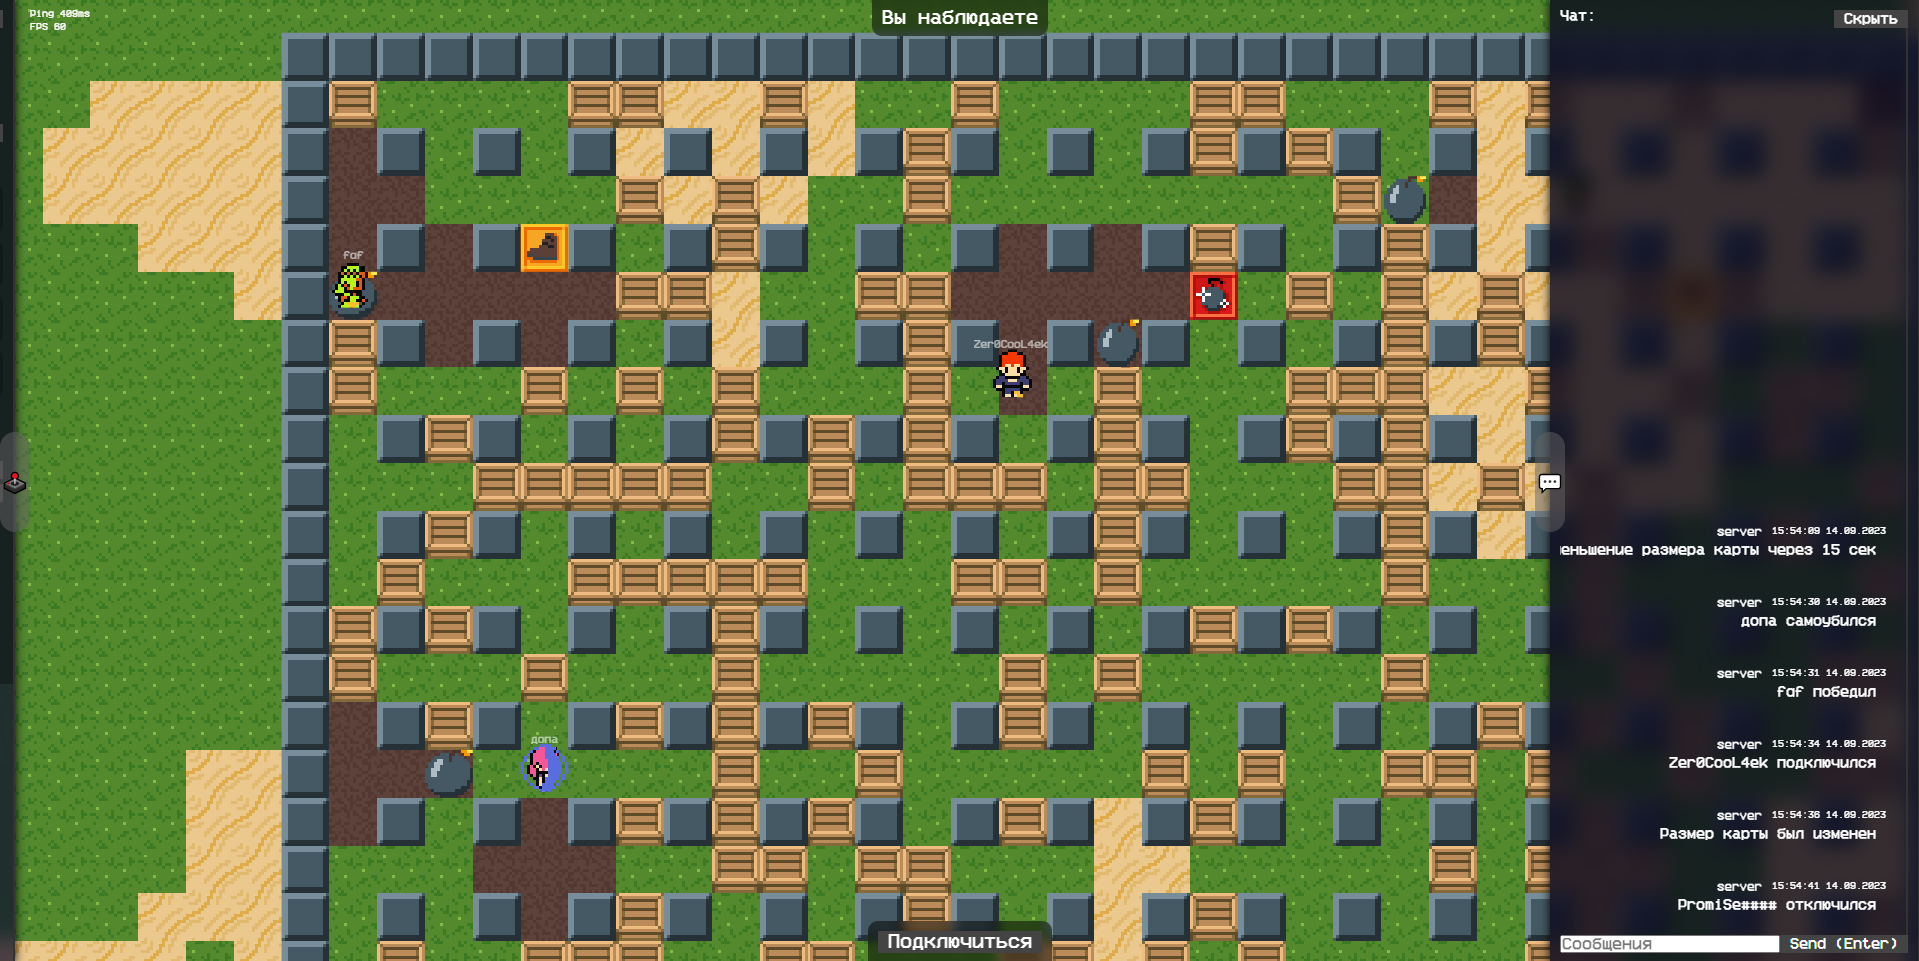 Ping 409ms
FPS 60
Вы наблюдаете
Чат:
Скрыть
faf
Zer0CooL4ek
допа
server 15:54:09 14.09.2023
еньшение размера карты через 15 сек
server 15:54:30 14.09.2023
допа самоубился
server 15:54:31 14.09.2023
faf победил
server 15:54:34 14.09.2023
Zer0CooL4ek подключился
server 15:54:36 14.09.2023
Размер карты был изменен
server 15:54:41 14.09.2023
Prom1Se#### отключился
Подключиться
Сообщения
Send (Enter)